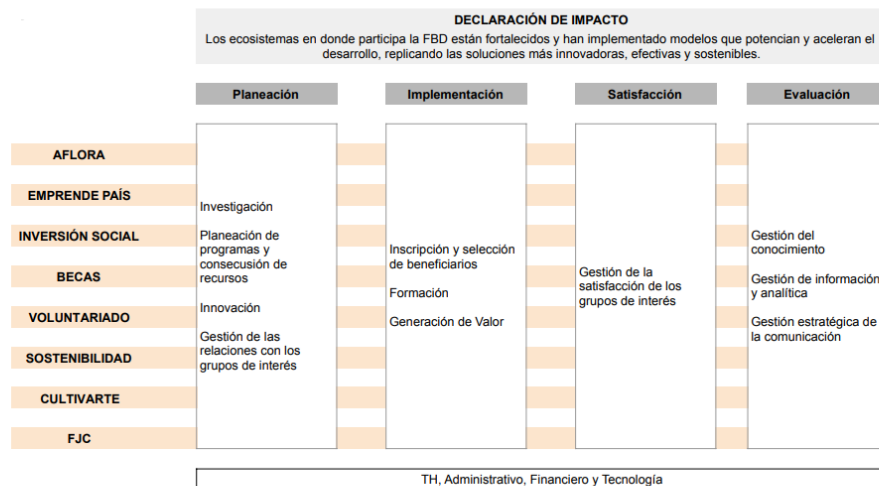 DECLARACIÓN DE IMPACTO
Los ecosistemas en donde participa la FBD están fortalecidos y han implementado modelos que potencian y aceleran el
desarrollo, replicando las soluciones más innovadoras, efectivas y sostenibles.
Planeación
Implementación
Satisfacción
Evaluación
AFLORA
EMPRENDE PAÍS
INVERSIÓN SOCIAL
BECAS
VOLUNTARIADO
SOSTENIBILIDAD
CULTIVARTE
FJC
Investigación
Planeación de
programas y
consecusión de
recursos
Innovación
Gestión de las
relaciones con los
grupos de interés
Inscripción y selección
de beneficiarios
Formación
Generación de Valor
Gestión de la
satisfacción de los
grupos de interés
Gestión del
conocimiento
Gestión de información
y analítica
Gestión estratégica de
la comunicación
TH, Administrativo, Financiero y Tecnología